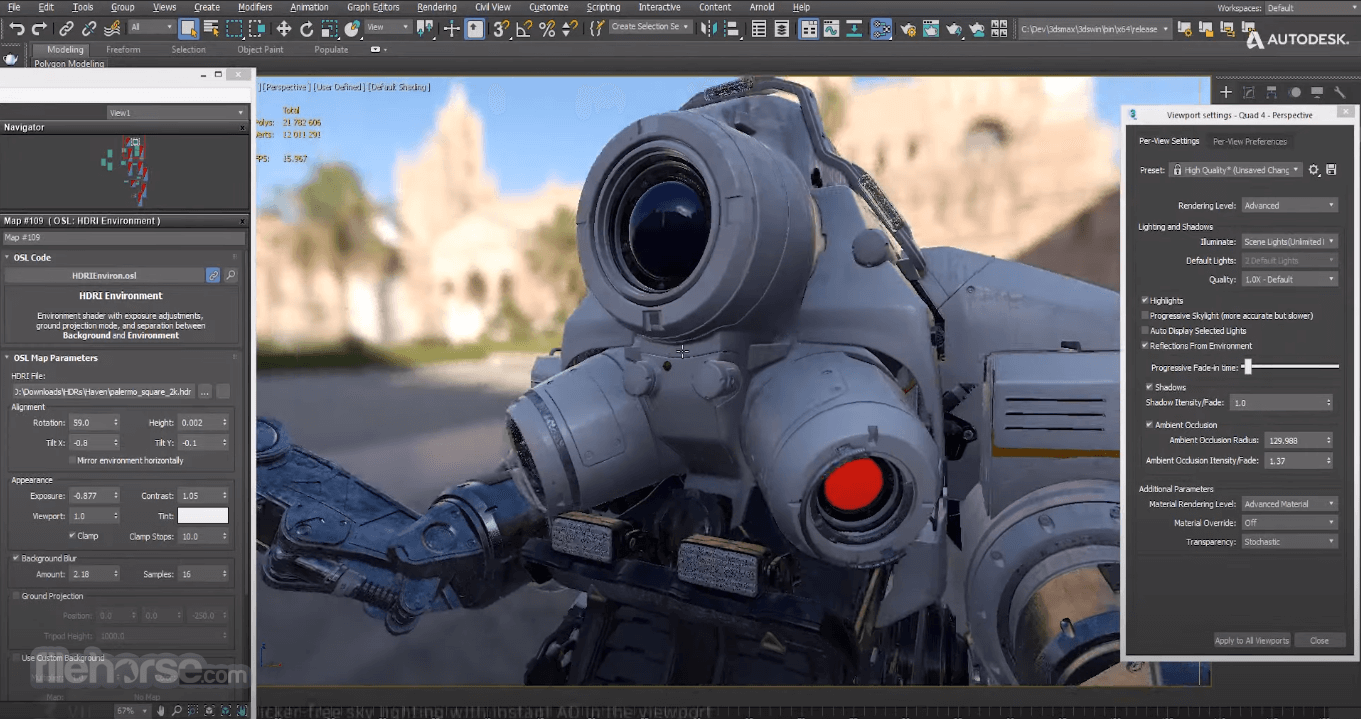 File Edit Tools Group Views Create Modifiers Animation Graph Editors Rendering Civil View Customize Scripting Interactive Content Arnold Help
Workspaces: Default
All View Create Selection Se C:\Dev\3dsmax\3dswin\bin\x64\release
AUTODESK.
Modeling Freeform Selection Object Paint Populate
Polygon Modeling
View1
Navigator
Map #109 ( OSL: HDRI Environment )
Map #109
OSL Code
HDRIEnviron.osl
HDRI Environment
Environment shader with exposure adjustments,
ground projection mode, and separation between
Background and Environment
OSL Map Parameters
HDRI File:
D:\Downloads\HDRs\Haven\palermo_square_2k.hdr ...
Alignment
Rotation: 59.0 Height: 0.002
Tilt X: -0.8 Tilt Y: -0.1
Mirror environment horizontally
Appearance
Exposure: -0.877 Contrast: 1.05
Viewport: 1.0 Tint:
Clamp Clamp Stops: 10.0
Background Blur
Amount: 2.18 Samples: 16
Ground Projection
Position: 0.0 0.0 -250.0
Tripod Height: 1000.0
Use Custom Background
filehorse.com
Map: No Map
67%
] [Perspective ] [User Defined ] [Default Shading ]
Total
Polys: 21 782 606
Verts: 12 011 291
FPS: 15.967
Viewport settings - Quad 4 - Perspective
Per-View Settings Per-View Preferences
Preset: High Quality* (Unsaved Chang
Rendering Level: Advanced
Lighting and Shadows
Illuminate: Scene Lights(Unlimited
Default Lights: 2 Default Lights
Quality: 1.0X - Default
Highlights
Progressive Skylight (more accurate but slower)
Auto Display Selected Lights
Reflections From Environment
Progressive Fade-in time:
Shadows
Shadow Itensity/Fade: 1.0
Ambient Occlusion
Ambient Occlusion Radius: 129.988
Ambient Occlusion Itensity/Fade: 1.37
Additional Parameters
Material Rendering Level: Advanced Material
Material Override: Off
Transparency: Stochastic
Apply to All Viewports Close
flicker-free sky lighting with instant AO in the viewport